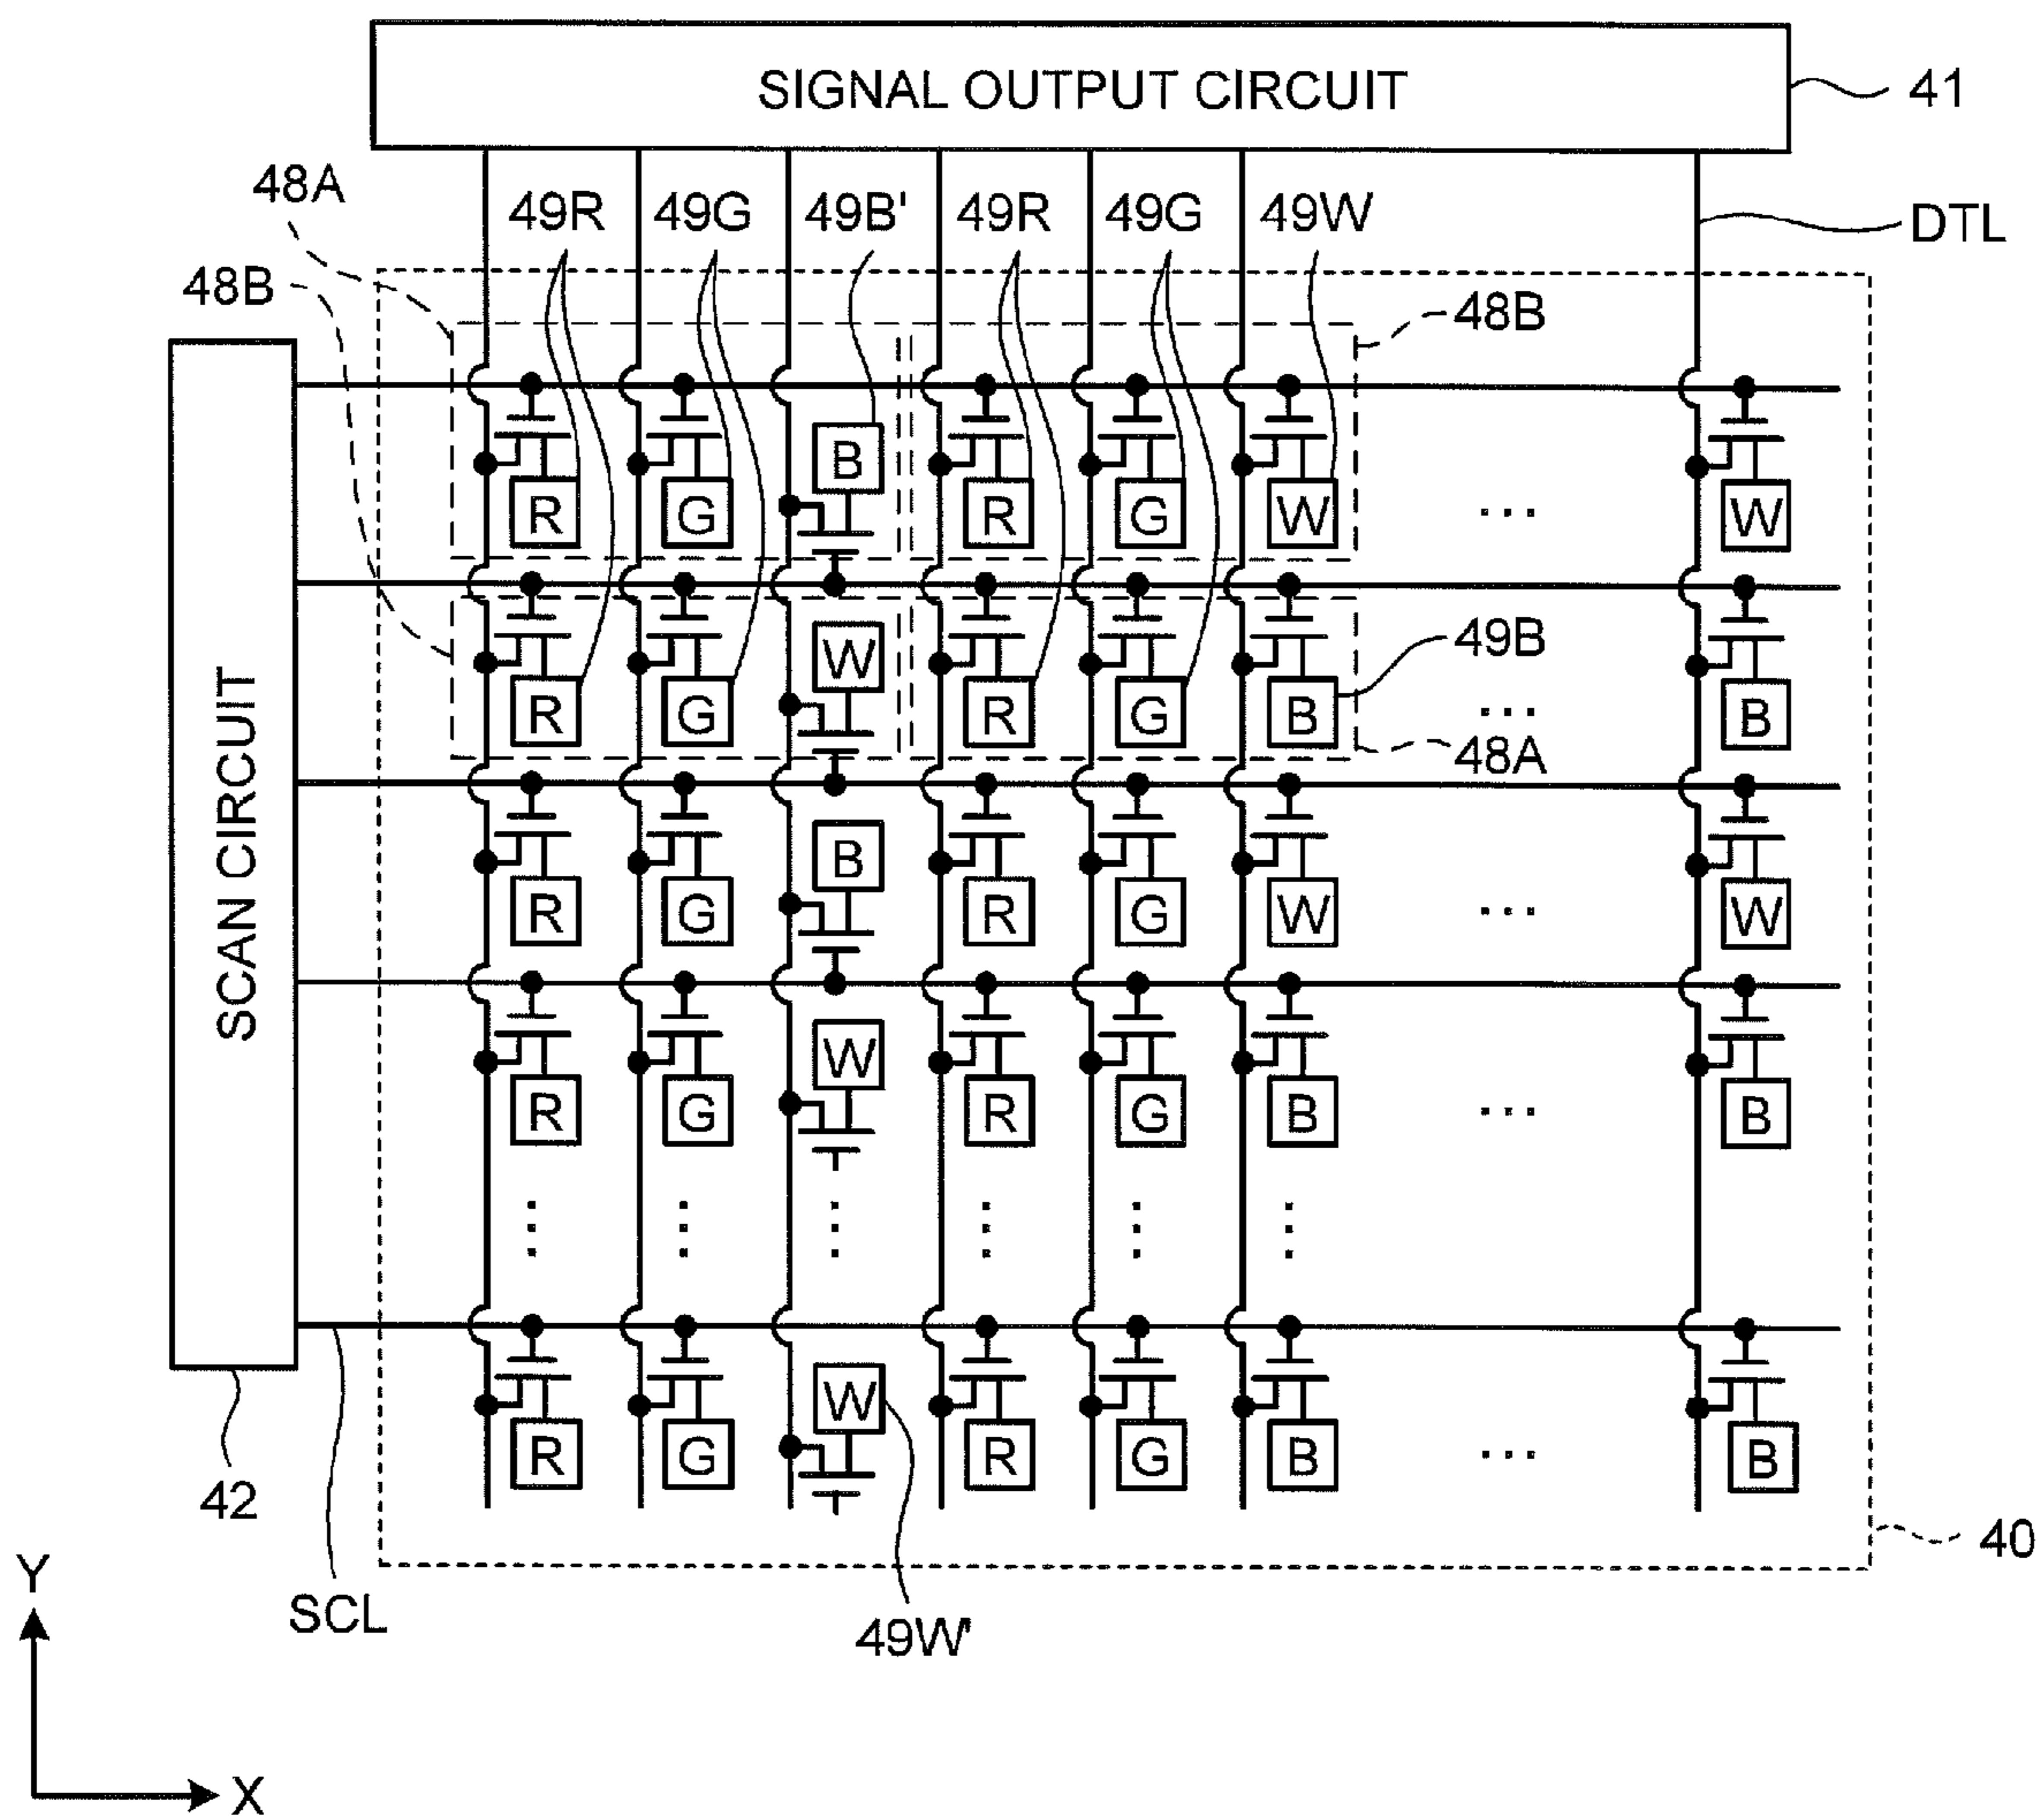 SIGNAL OUTPUT CIRCUIT
41
48A
49R 49G 49B' 49R 49G 49W
DTL
48B
48B
B
R G R G W ... W
W
49B
R G R G B ... B
48A
SCAN CIRCUIT
B
R G R G W ... W
W
R G R G B ... B
W
R G R G B ... B
42
40
Y
SCL
49W'
X